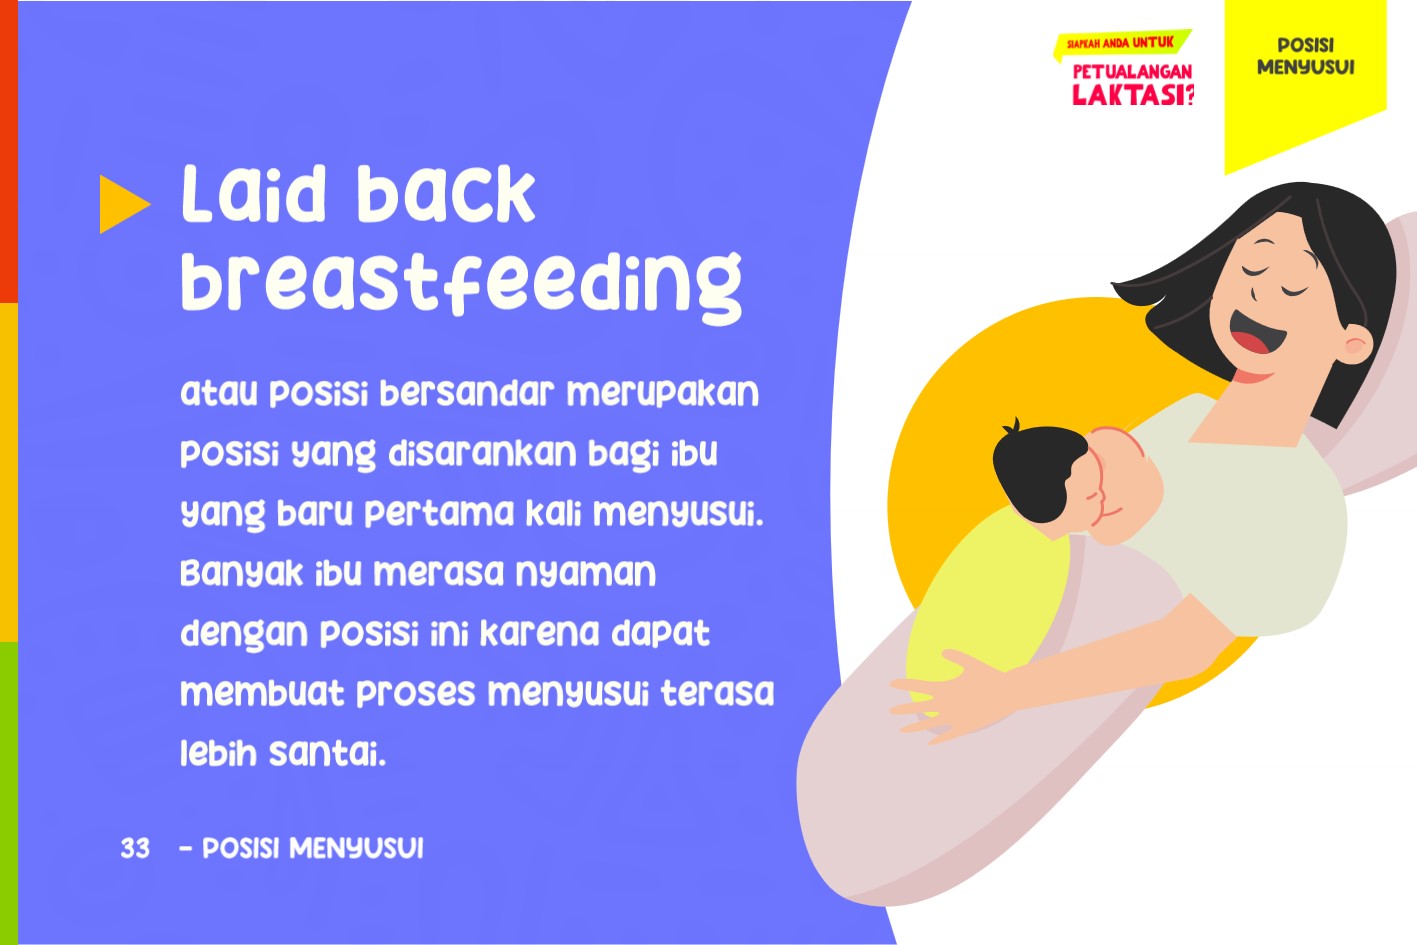 SIAPKAH ANDA UNTUK
PETUALANGAN
LAKTASI?
POSISI
MENYUSUI
Laid back
breastfeeding
atau posisi bersandar merupakan
posisi yang disarankan bagi ibu
yang baru pertama kali menyusui.
Banyak ibu merasa nyaman
dengan posisi ini karena dapat
membuat proses menyusui terasa
lebih santai.
33 - POSISI MENYUSUI